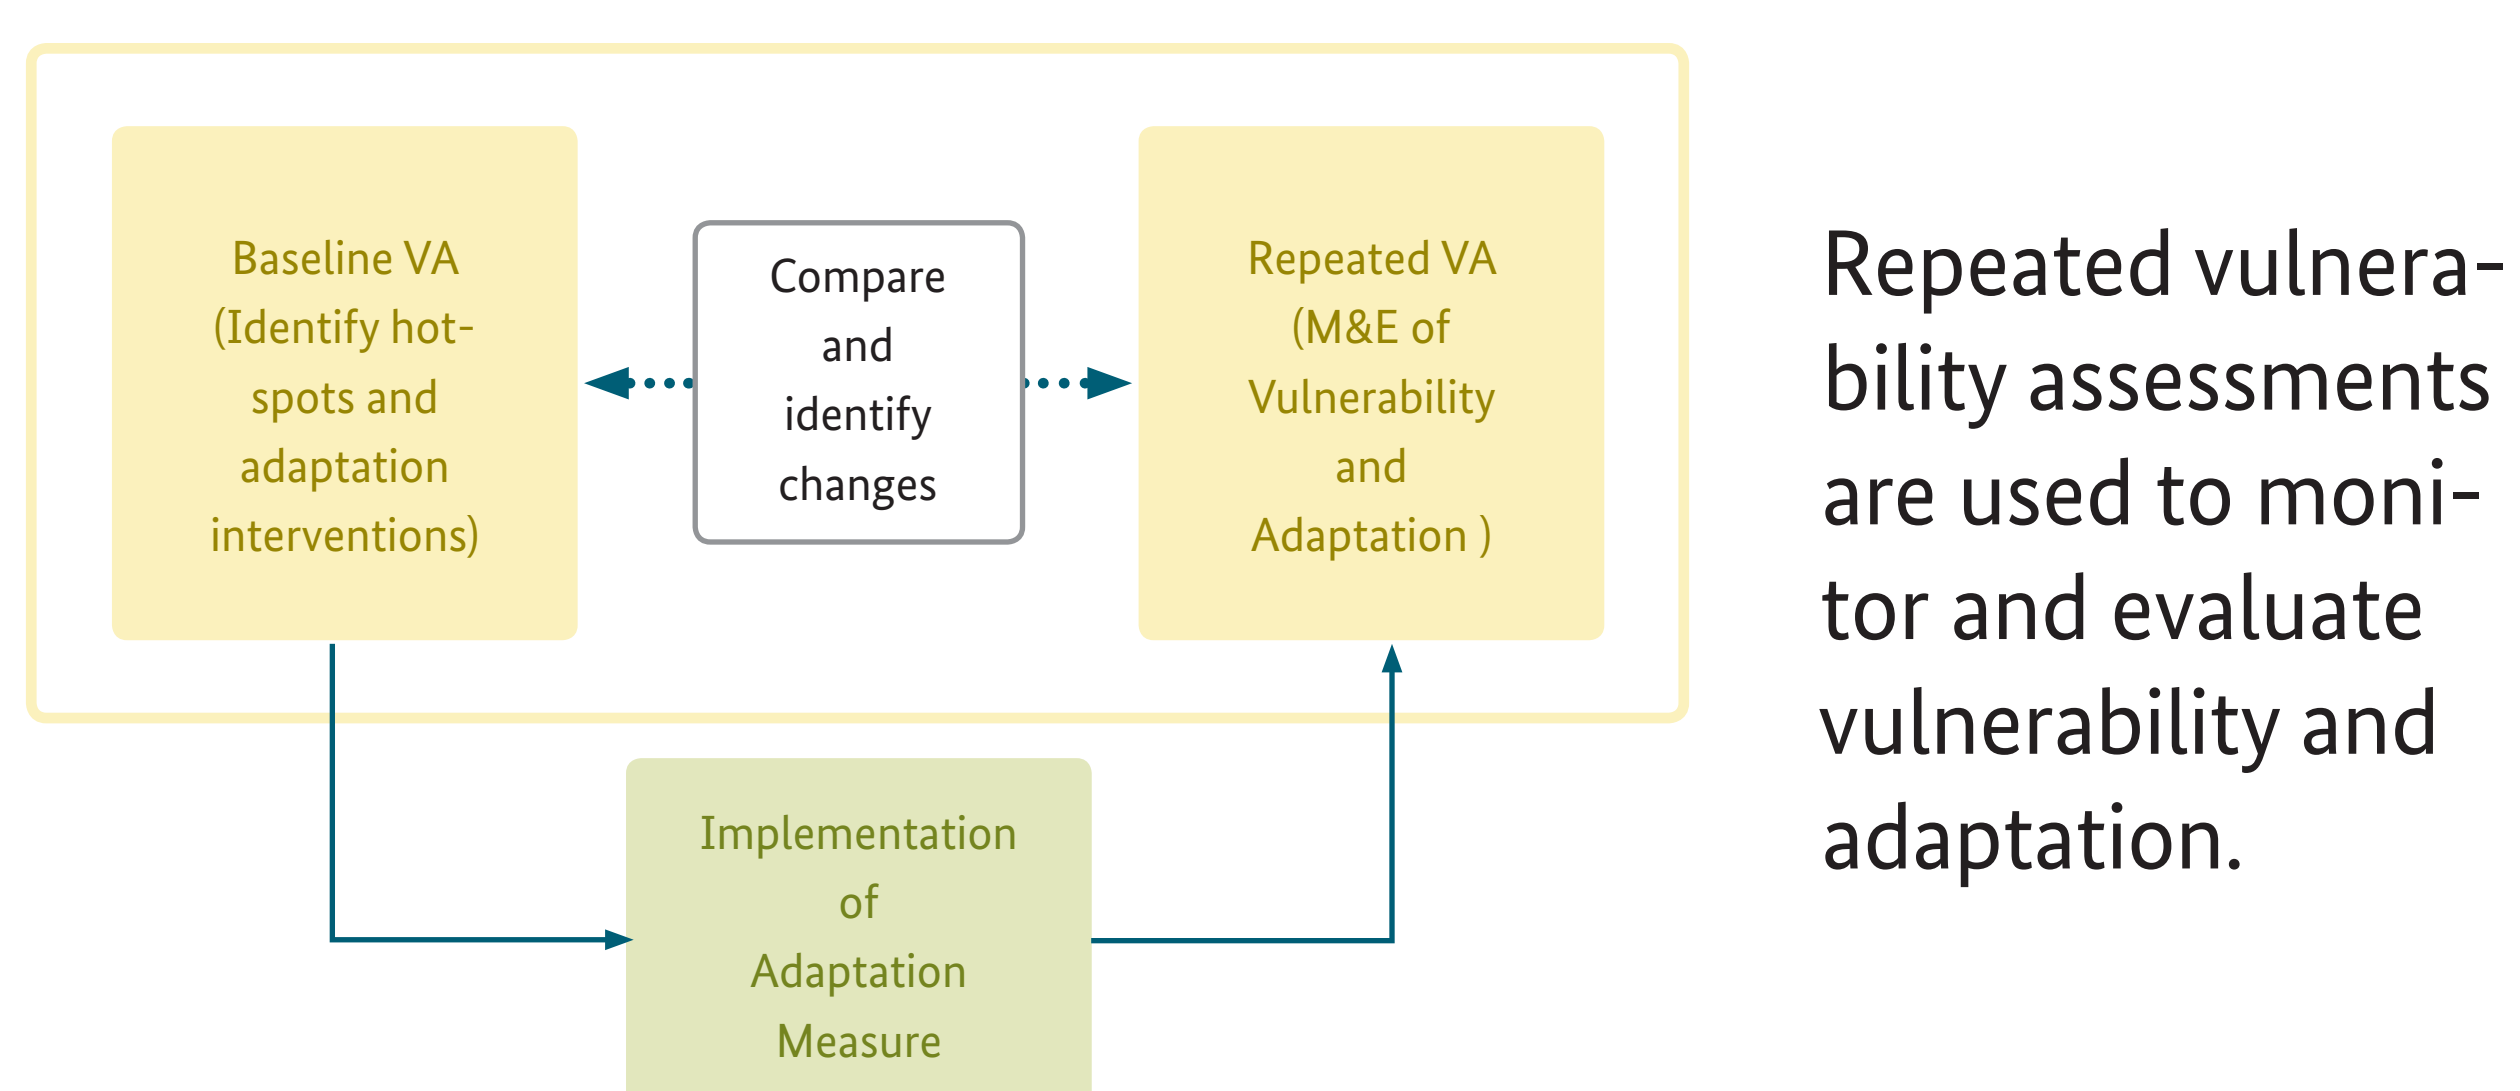 Baseline VA
(Identify hot-
spots and
adaptation
interventions)
Compare
and
identify
changes
Repeated VA
(M&E of
Vulnerability
and
Adaptation )
Implementation
of
Adaptation
Measure
Repeated vulnera-
bility assessments
are used to moni-
tor and evaluate
vulnerability and
adaptation.